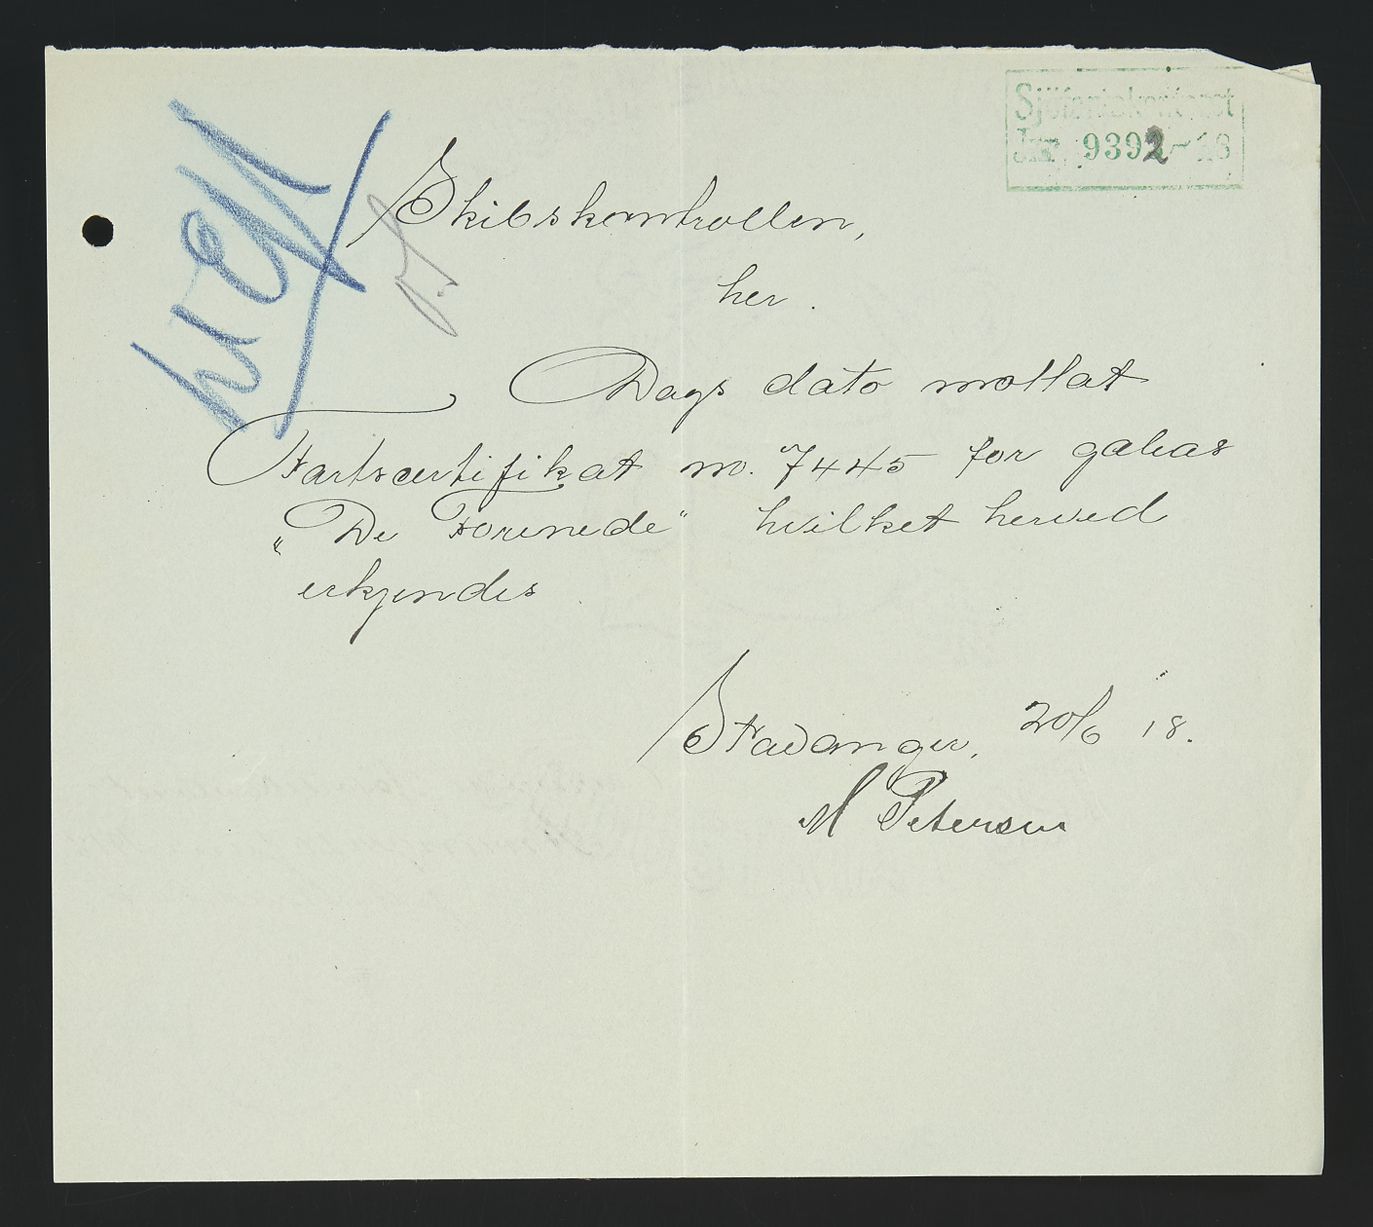 Sjöfartskontoret
Jnr 9392-18
Skibskontrollen,
her.
Dags dato mottat
Fartscertifikat no. 7445 for galeas
„De Forenede" hvilket herved
erkjendes
Stavanger, 20/6 18.
M Petersen